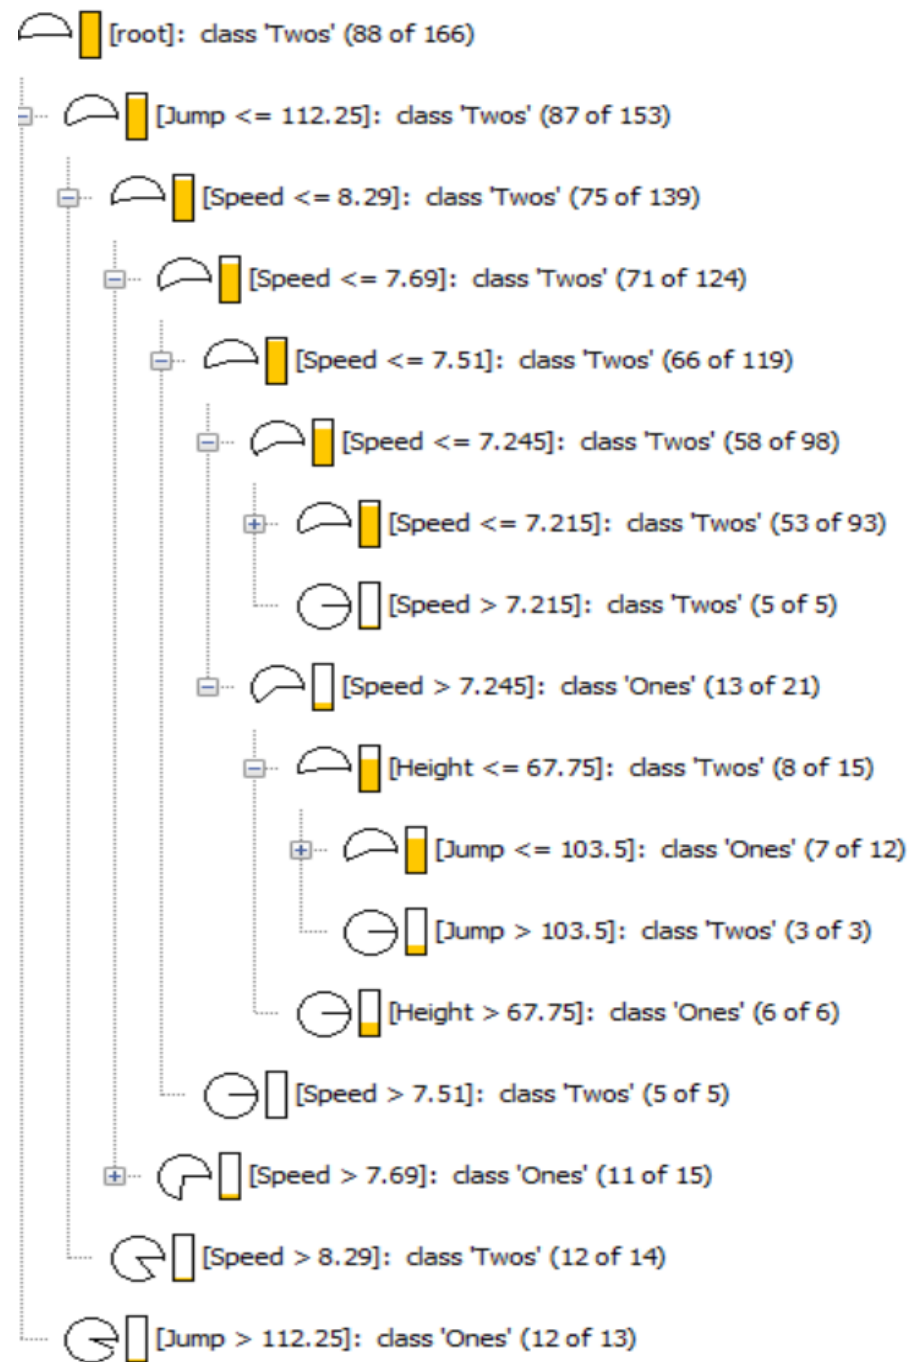 [root]: class 'Twos' (88 of 166)
[Jump <= 112.25]: class 'Twos' (87 of 153)
[Speed <= 8.29]: class 'Twos' (75 of 139)
[Speed <= 7.69]: class 'Twos' (71 of 124)
[Speed <= 7.51]: class 'Twos' (66 of 119)
[Speed <= 7.245]: class 'Twos' (58 of 98)
[Speed <= 7.215]: class 'Twos' (53 of 93)
[Speed > 7.215]: class 'Twos' (5 of 5)
[Speed > 7.245]: class 'Ones' (13 of 21)
[Height <= 67.75]: class 'Twos' (8 of 15)
[Jump <= 103.5]: class 'Ones' (7 of 12)
[Jump > 103.5]: class 'Twos' (3 of 3)
[Height > 67.75]: class 'Ones' (6 of 6)
[Speed > 7.51]: class 'Twos' (5 of 5)
[Speed > 7.69]: class 'Ones' (11 of 15)
[Speed > 8.29]: class 'Twos' (12 of 14)
[Jump > 112.25]: class 'Ones' (12 of 13)